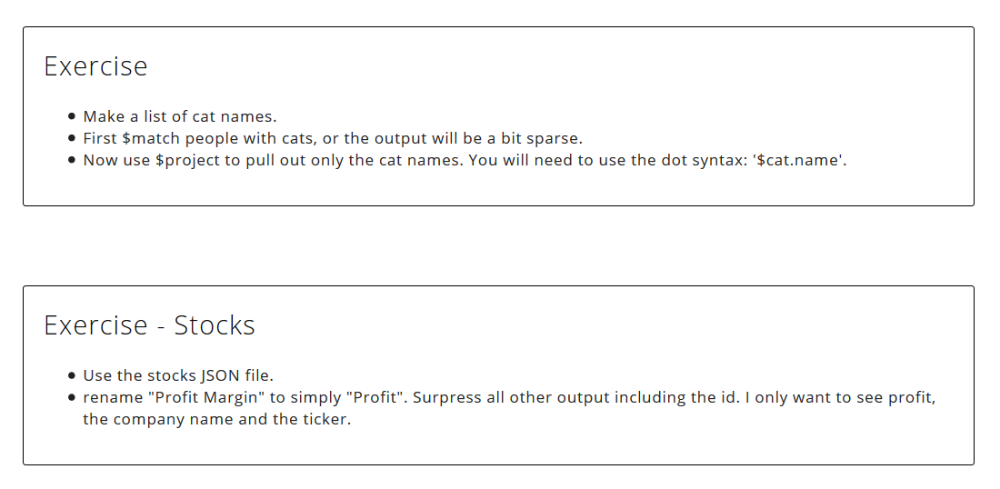 Exercise
Make a list of cat names.
First $match people with cats, or the output will be a bit sparse.
Now use $project to pull out only the cat names. You will need to use the dot syntax: '$cat.name'.
Exercise - Stocks
Use the stocks JSON file.
rename "Profit Margin" to simply "Profit". Surpress all other output including the id. I only want to see profit,
the company name and the ticker.